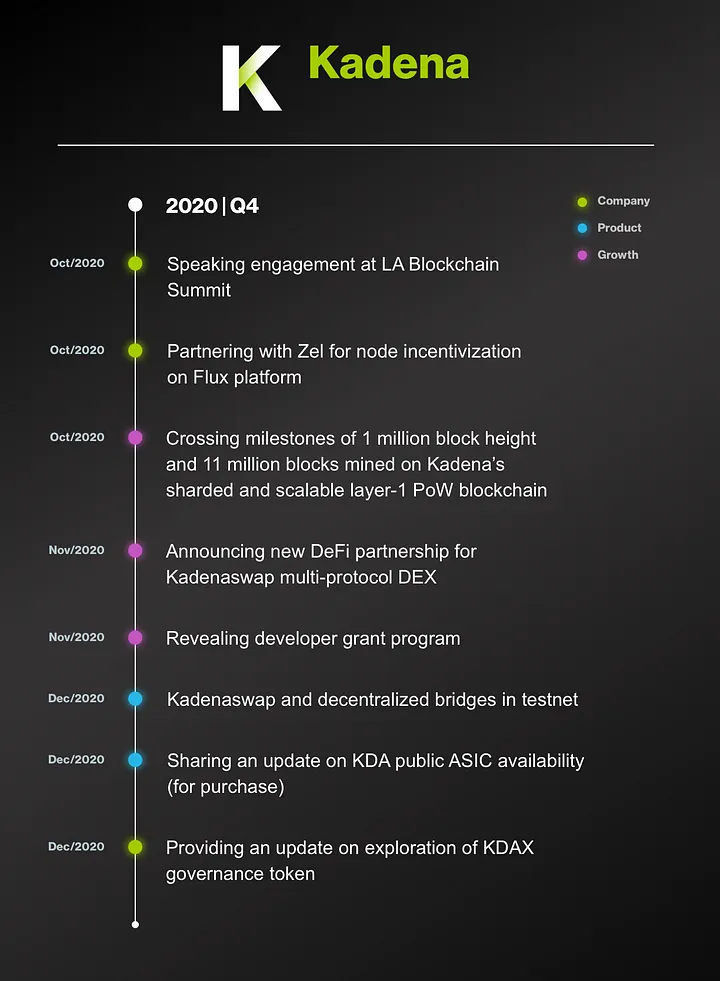 K Kadena
2020 | Q4
Company
Product
Growth
Oct/2020
Speaking engagement at LA Blockchain
Summit
Oct/2020
Partnering with Zel for node incentivization
on Flux platform
Oct/2020
Crossing milestones of 1 million block height
and 11 million blocks mined on Kadena’s
sharded and scalable layer-1 PoW blockchain
Nov/2020
Announcing new DeFi partnership for
Kadenaswap multi-protocol DEX
Nov/2020
Revealing developer grant program
Dec/2020
Kadenaswap and decentralized bridges in testnet
Dec/2020
Sharing an update on KDA public ASIC availability
(for purchase)
Dec/2020
Providing an update on exploration of KDAX
governance token